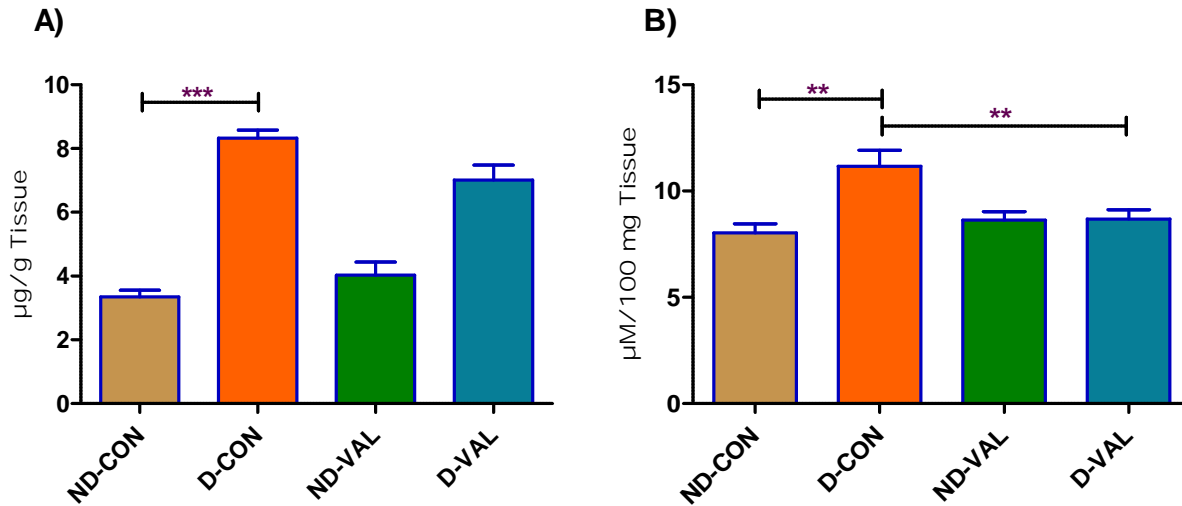 A)
µg/g Tissue
10
8
6
4
2
0
***
ND-CON
D-CON
ND-VAL
D-VAL
B)
µM/100 mg Tissue
15
10
5
0
**
**
ND-CON
D-CON
ND-VAL
D-VAL